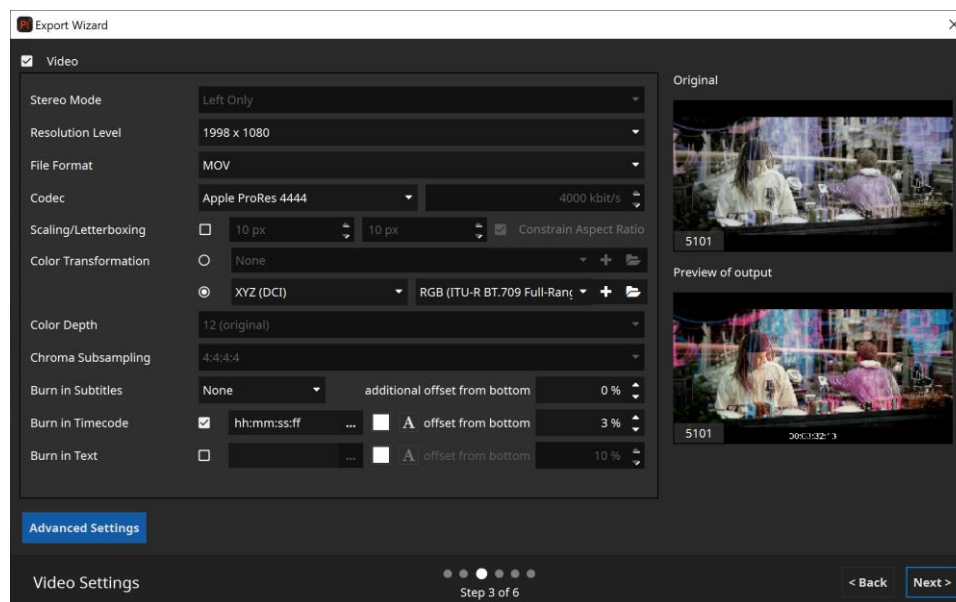 Pl Export Wizard
Video
Original
Stereo Mode Left Only
Resolution Level 1998 x 1080
File Format MOV
Codec Apple ProRes 4444 4000 kbit/s
Scaling/Letterboxing 10 px 10 px Constrain Aspect Ratio
5101
Color Transformation None
Preview of output
XYZ (DCI) RGB (ITU-R BT.709 Full-Rang
Color Depth 12 (original)
Chroma Subsampling 4:4:4:4
Burn in Subtitles None additional offset from bottom 0 %
Burn in Timecode hh:mm:ss:ff ... A offset from bottom 3 %
5101
Burn in Text ... A offset from bottom 10 %
Advanced Settings
Video Settings
Step 3 of 6
< Back Next >